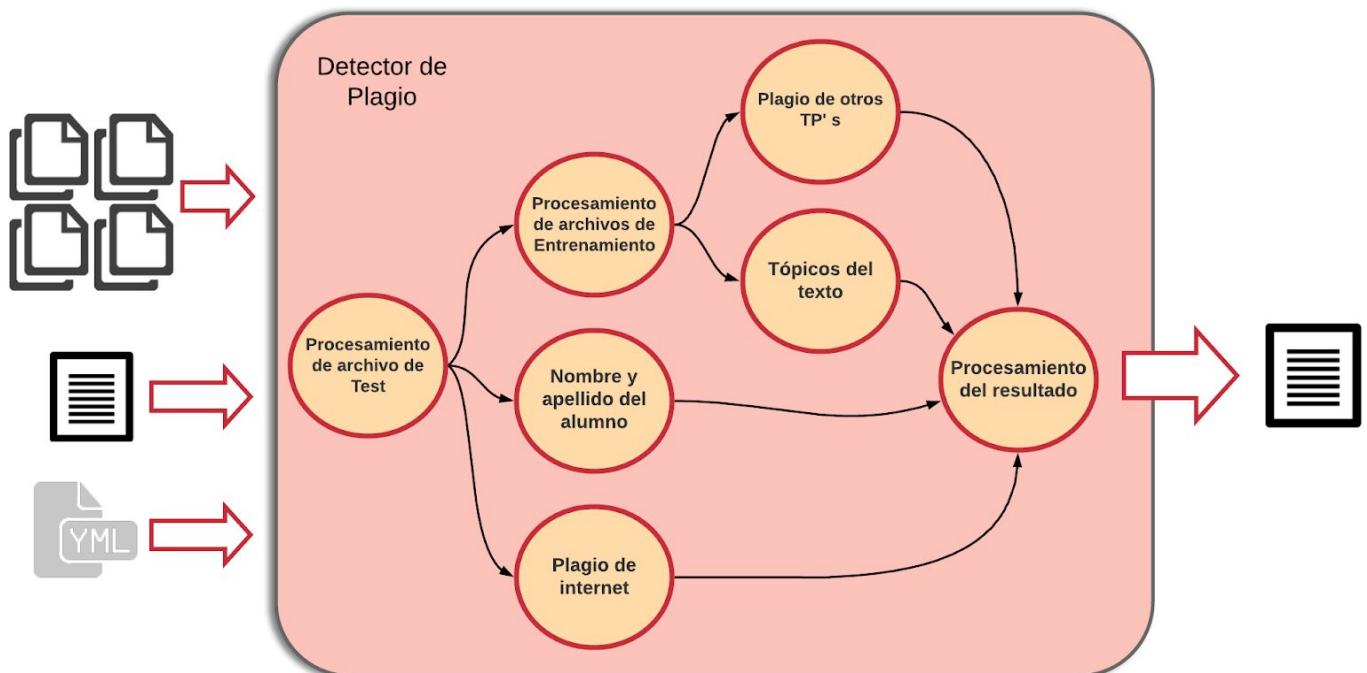 Detector de
Plagio
Plagio de otros
TP' s
Procesamiento
de archivos de
Entrenamiento
Tópicos del
texto
Procesamiento
de archivo de
Test
Nombre y
apellido del
alumno
Procesamiento
del resultado
Plagio de
internet
YML